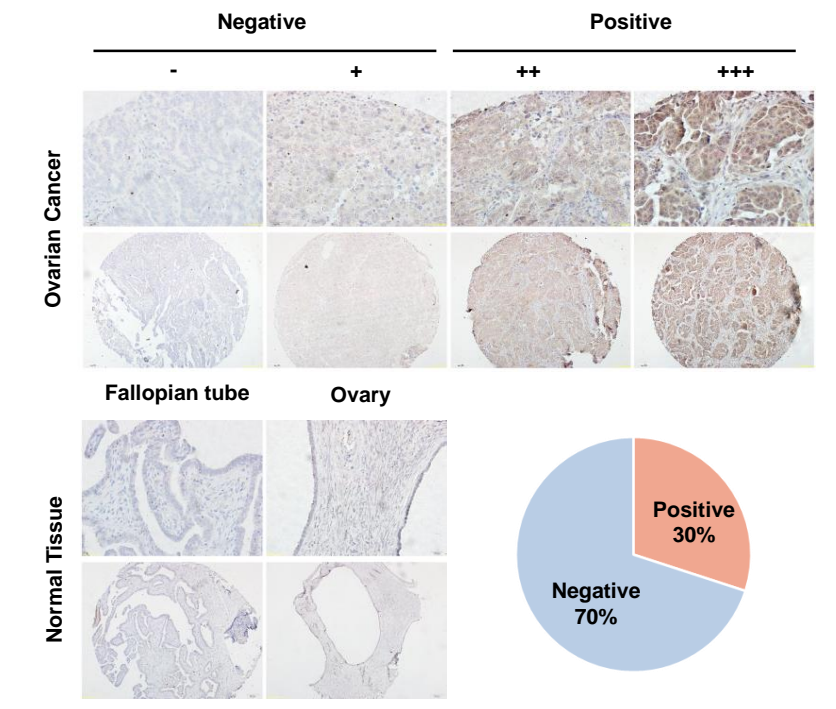 Negative
Positive
-
+
++
+++
Ovarian Cancer
Fallopian tube
Ovary
Normal Tissue
Positive
30%
Negative
70%